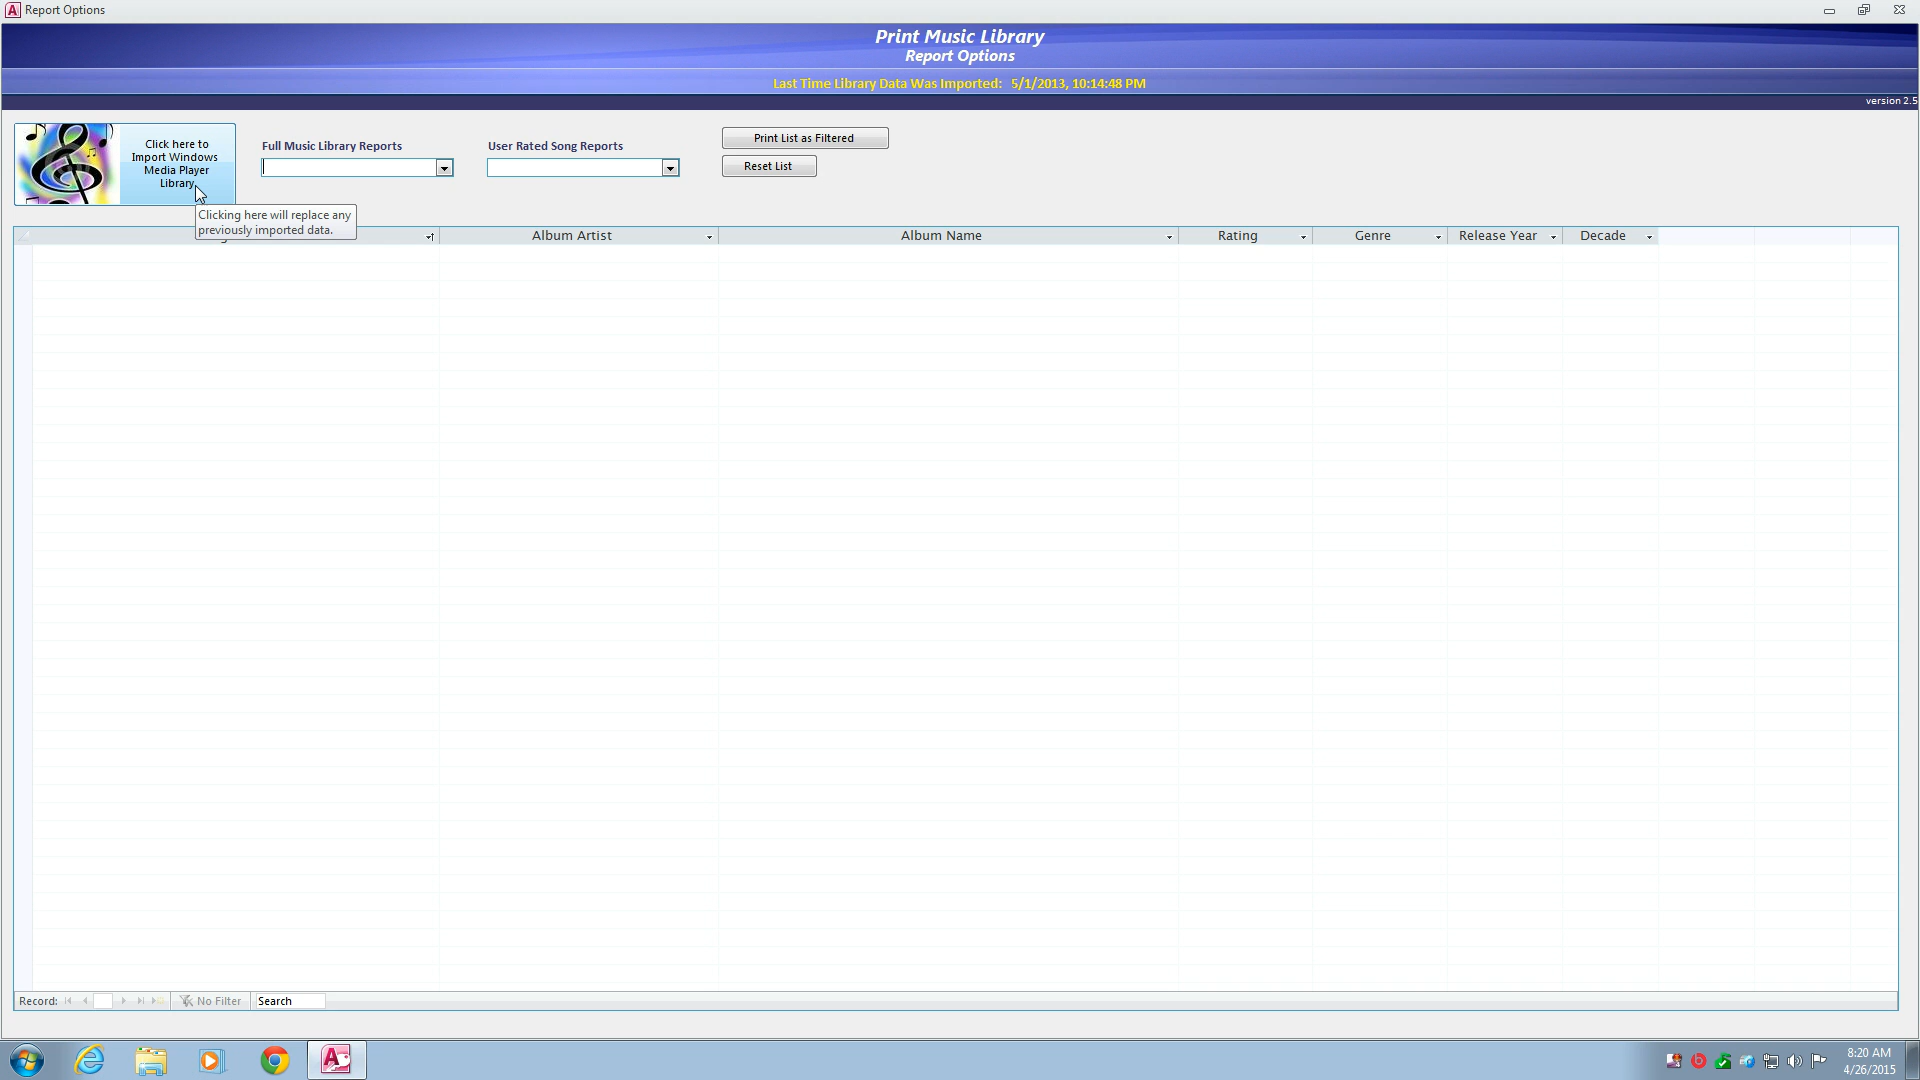 Report Options
Print Music Library
Report Options
Last Time Library Data Was Imported: 5/1/2013, 10:14:48 PM
version 2.5
Click here to
Import Windows
Media Player
Library
Full Music Library Reports
User Rated Song Reports
Print List as Filtered
Reset List
Clicking here will replace any
previously imported data.
Album Artist
Album Name
Rating
Genre
Release Year
Decade
Record:
No Filter
Search
8:20 AM
4/26/2015